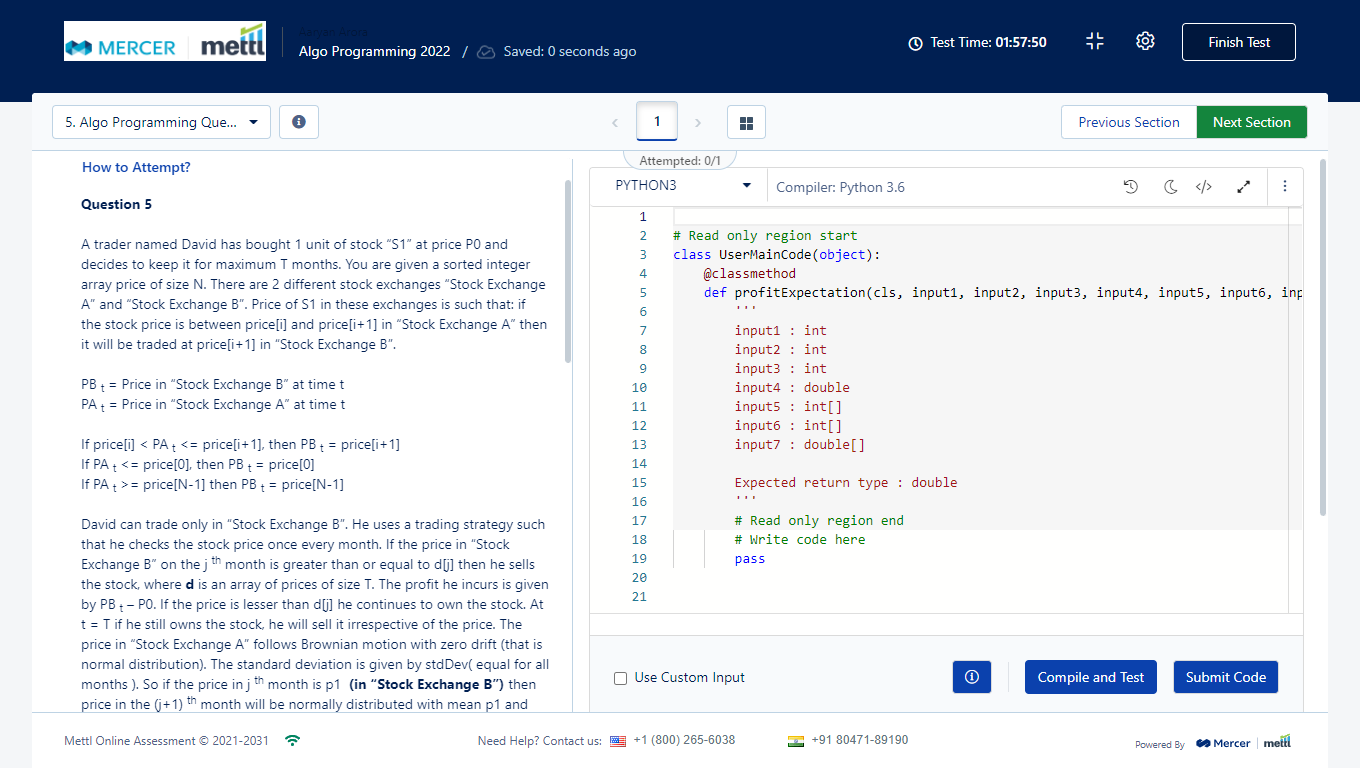 MERCER mettl
Algo Programming 2022 / Saved: 0 seconds ago
Test Time: 01:57:50
Finish Test
5. Algo Programming Que...
1
Previous Section
Next Section
Attempted: 0/1
How to Attempt?
Question 5
A trader named David has bought 1 unit of stock “S1” at price P0 and
decides to keep it for maximum T months. You are given a sorted integer
array price of size N. There are 2 different stock exchanges “Stock Exchange
A” and “Stock Exchange B”. Price of S1 in these exchanges is such that: if
the stock price is between price[i] and price[i+1] in “Stock Exchange A” then
it will be traded at price[i+1] in “Stock Exchange B”.
PB t = Price in “Stock Exchange B” at time t
PA t = Price in “Stock Exchange A” at time t
If price[i] < PA t <= price[i+1], then PB t = price[i+1]
If PA t <= price[0], then PB t = price[0]
If PA t >= price[N-1] then PB t = price[N-1]
David can trade only in “Stock Exchange B”. He uses a trading strategy such
that he checks the stock price once every month. If the price in “Stock
Exchange B” on the j th month is greater than or equal to d[j] then he sells
the stock, where d is an array of prices of size T. The profit he incurs is given
by PB t – P0. If the price is lesser than d[j] he continues to own the stock. At
t = T if he still owns the stock, he will sell it irrespective of the price. The
price in “Stock Exchange A” follows Brownian motion with zero drift (that is
normal distribution). The standard deviation is given by stdDev( equal for all
months ). So if the price in j th month is p1 (in “Stock Exchange B”) then
price in the (j+1) th month will be normally distributed with mean p1 and
PYTHON3
Compiler: Python 3.6
1
2 # Read only region start
3 class UserMainCode(object):
4 @classmethod
5 def profitExpectation(cls, input1, input2, input3, input4, input5, input6, inp
6 '''
7 input1 : int
8 input2 : int
9 input3 : int
10 input4 : double
11 input5 : int[]
12 input6 : int[]
13 input7 : double[]
14
15 Expected return type : double
16 '''
17 # Read only region end
18 # Write code here
19 pass
20
21
Use Custom Input
Compile and Test
Submit Code
Mettl Online Assessment © 2021-2031
Need Help? Contact us: +1 (800) 265-6038
+91 80471-89190
Powered By Mercer mettl